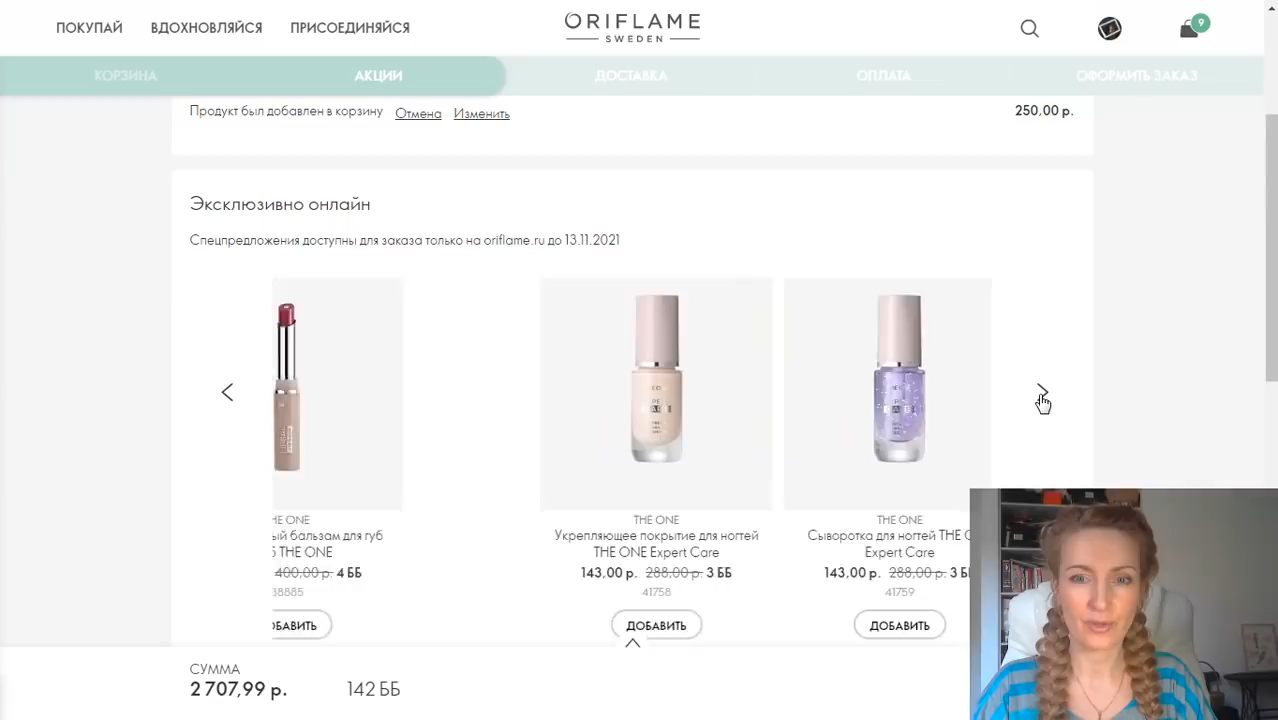 ПОКУПАЙ ВДОХНОВЛЯЙСЯ ПРИСОЕДИНЯЙСЯ
ORIFLAME
SWEDEN
9
КОРЗИНА АКЦИИ ДОСТАВКА ОПЛАТА ОФОРМИТЬ ЗАКАЗ
Продукт был добавлен в корзину Отмена Изменить 250,00 р.
Эксклюзивно онлайн
Спецпредложения доступны для заказа только на oriflame.ru до 13.11.2021
HE ONE THE ONE THE ONE
ый бальзам для губ Укрепляющее покрытие для ногтей Сыворотка для ногтей THE
THE ONE THE ONE Expert Care Expert Care
400,00 р. 4 ББ 143,00 р. 288,00 р. 3 ББ 143,00 р. 288,00 р. 3 Б
38885 41758 41759
ОБАВИТЬ ДОБАВИТЬ ДОБАВИТЬ
СУММА
2 707,99 р. 142 ББ